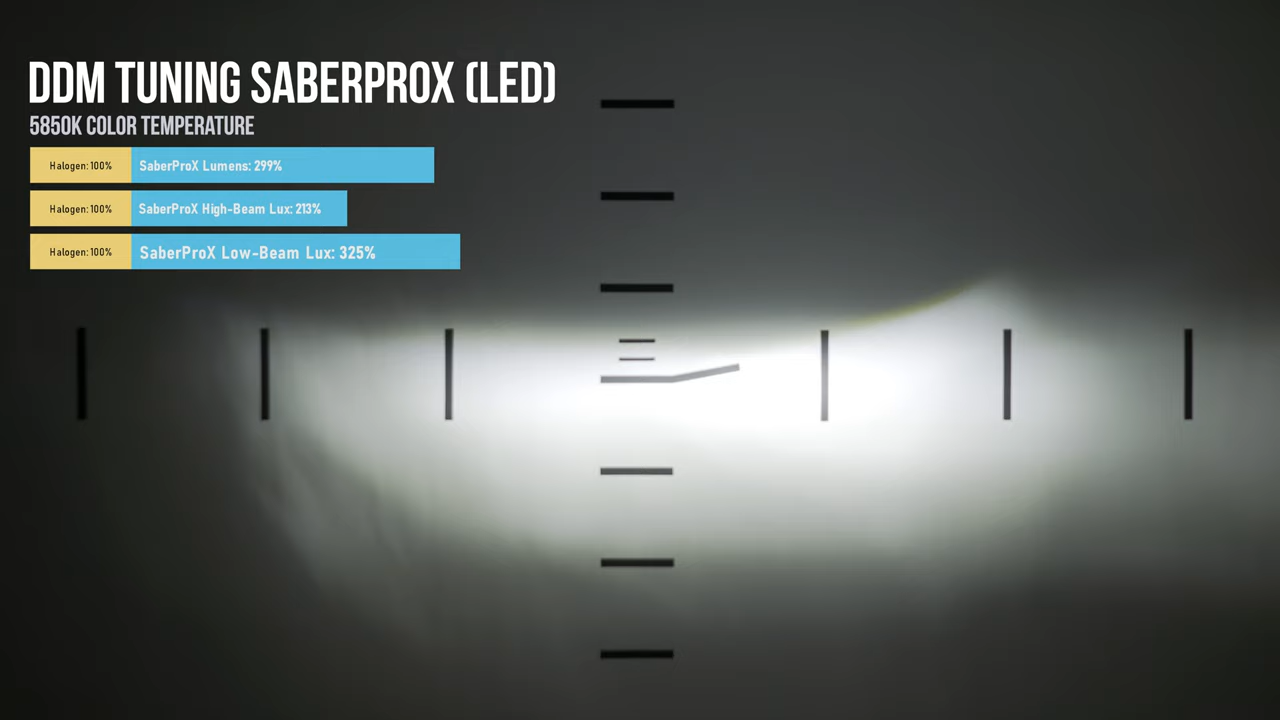 DDM TUNING SABERPROX (LED)
5850K COLOR TEMPERATURE
Halogen: 100% SaberProX Lumens: 299%
Halogen: 100% SaberProX High-Beam Lux: 213%
Halogen: 100% SaberProX Low-Beam Lux: 325%